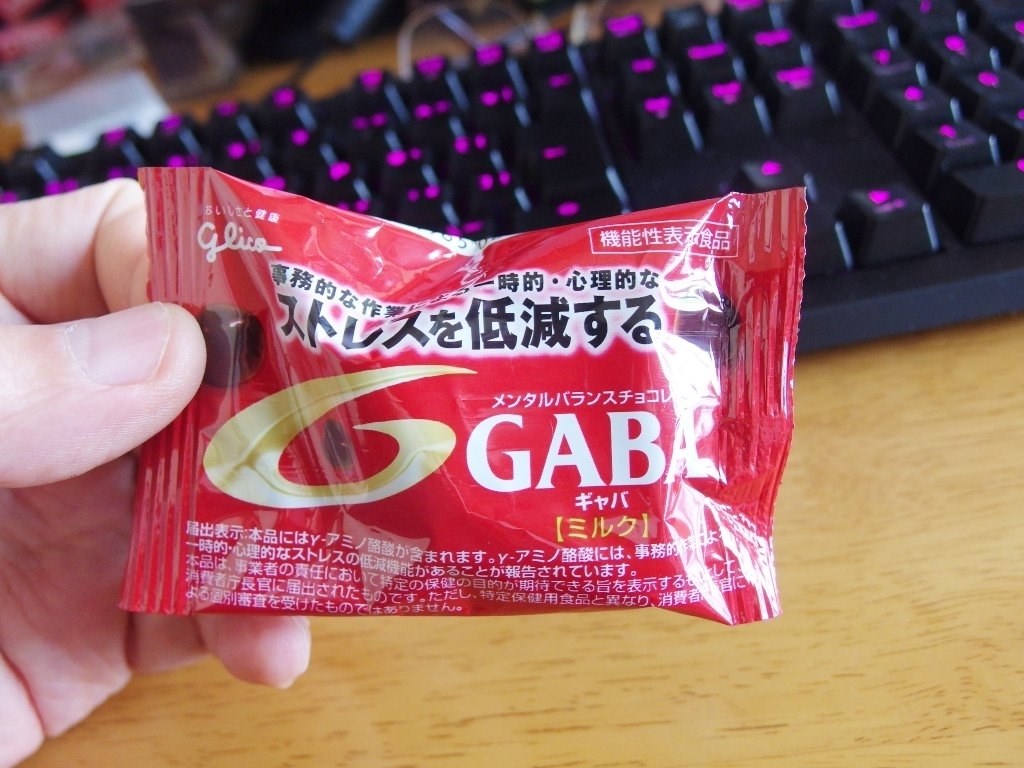 おいしさと健康
Glico
機能性表示食品
事務的な作業 一時的・心理的な
ストレスを低減する
メンタルバランスチョコレ
GABA
ギャバ
【ミルク】
届出表示:本品にはγ-アミノ酪酸が含まれます。γ-アミノ酪酸には、事務的作
一時的・心理的なストレスの低減機能があることが報告されています。
本品は、事業者の責任において特定の保健の目的が期待できる旨を表示するものとして、
消費者庁長官に届出されたものです。ただし、特定保健用食品と異なり、消費者庁長官に
よる個別審査を受けたものではありません。